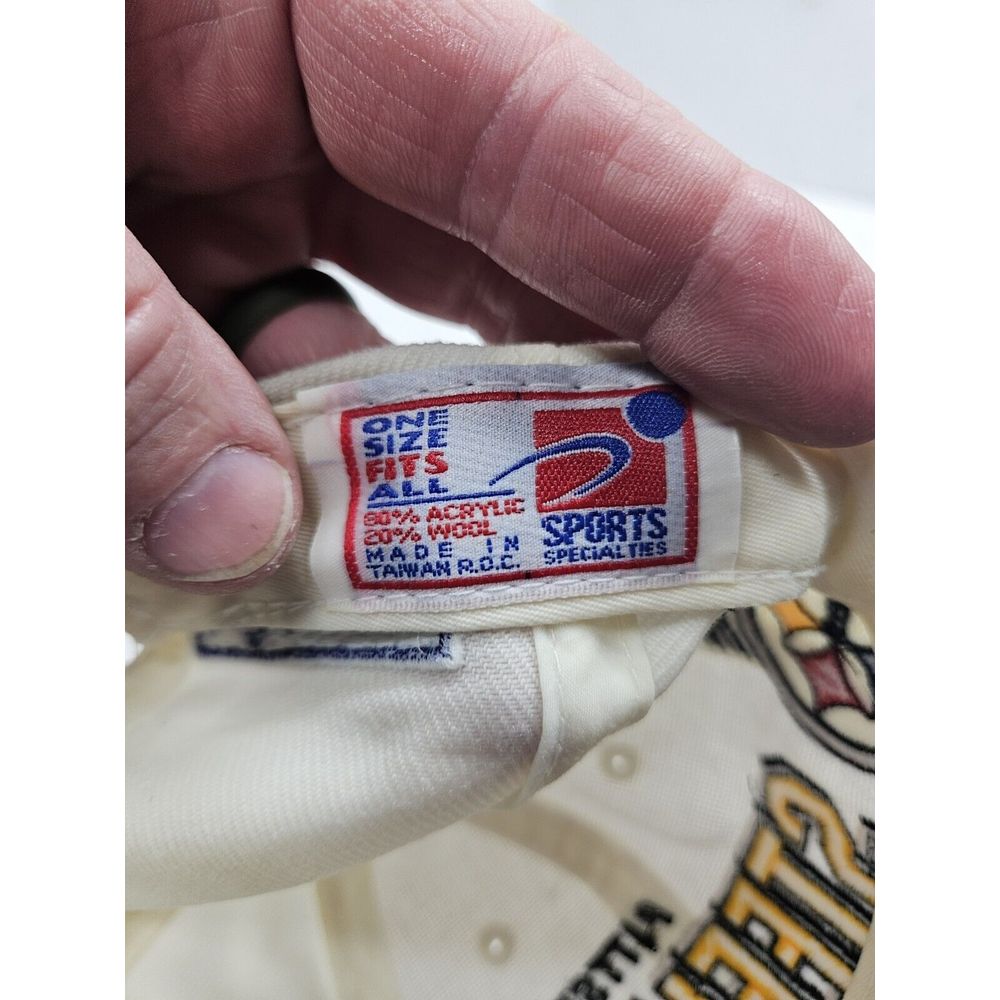 ONE
SIZE
FITS
ALL
80% ACRYLIC
20% WOOL
MADE IN
TAIWAN R.O.C.
SPORTS
SPECIALTIES